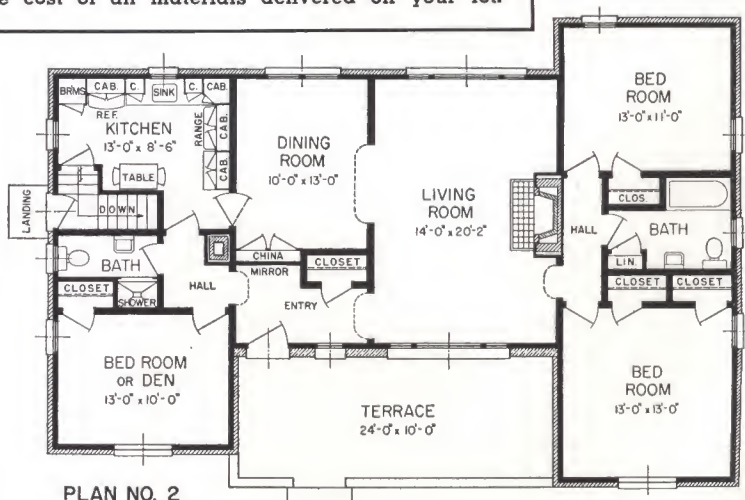 e cost of all materials delivered on your lot.
BED
ROOM
13'-0" x 11'-0"
BRMS
CAB.
C.
SINK
C.
CAB.
REF.
KITCHEN
13'-0" x 8'-6"
RANGE
CAB.
CAB.
TABLE
DINING
ROOM
10'-0" x 13'-0"
LIVING
ROOM
14'-0" x 20'-2"
LANDING
DOWN
CLOS.
BATH
HALL
LIN.
BATH
CHINA
MIRROR
CLOSET
CLOSET
SHOWER
HALL
ENTRY
CLOSET
CLOSET
BED ROOM
OR DEN
13'-0" x 10'-0"
BED
ROOM
13'-0" x 13'-0"
TERRACE
24'-0" x 10'-0"
PLAN NO. 2